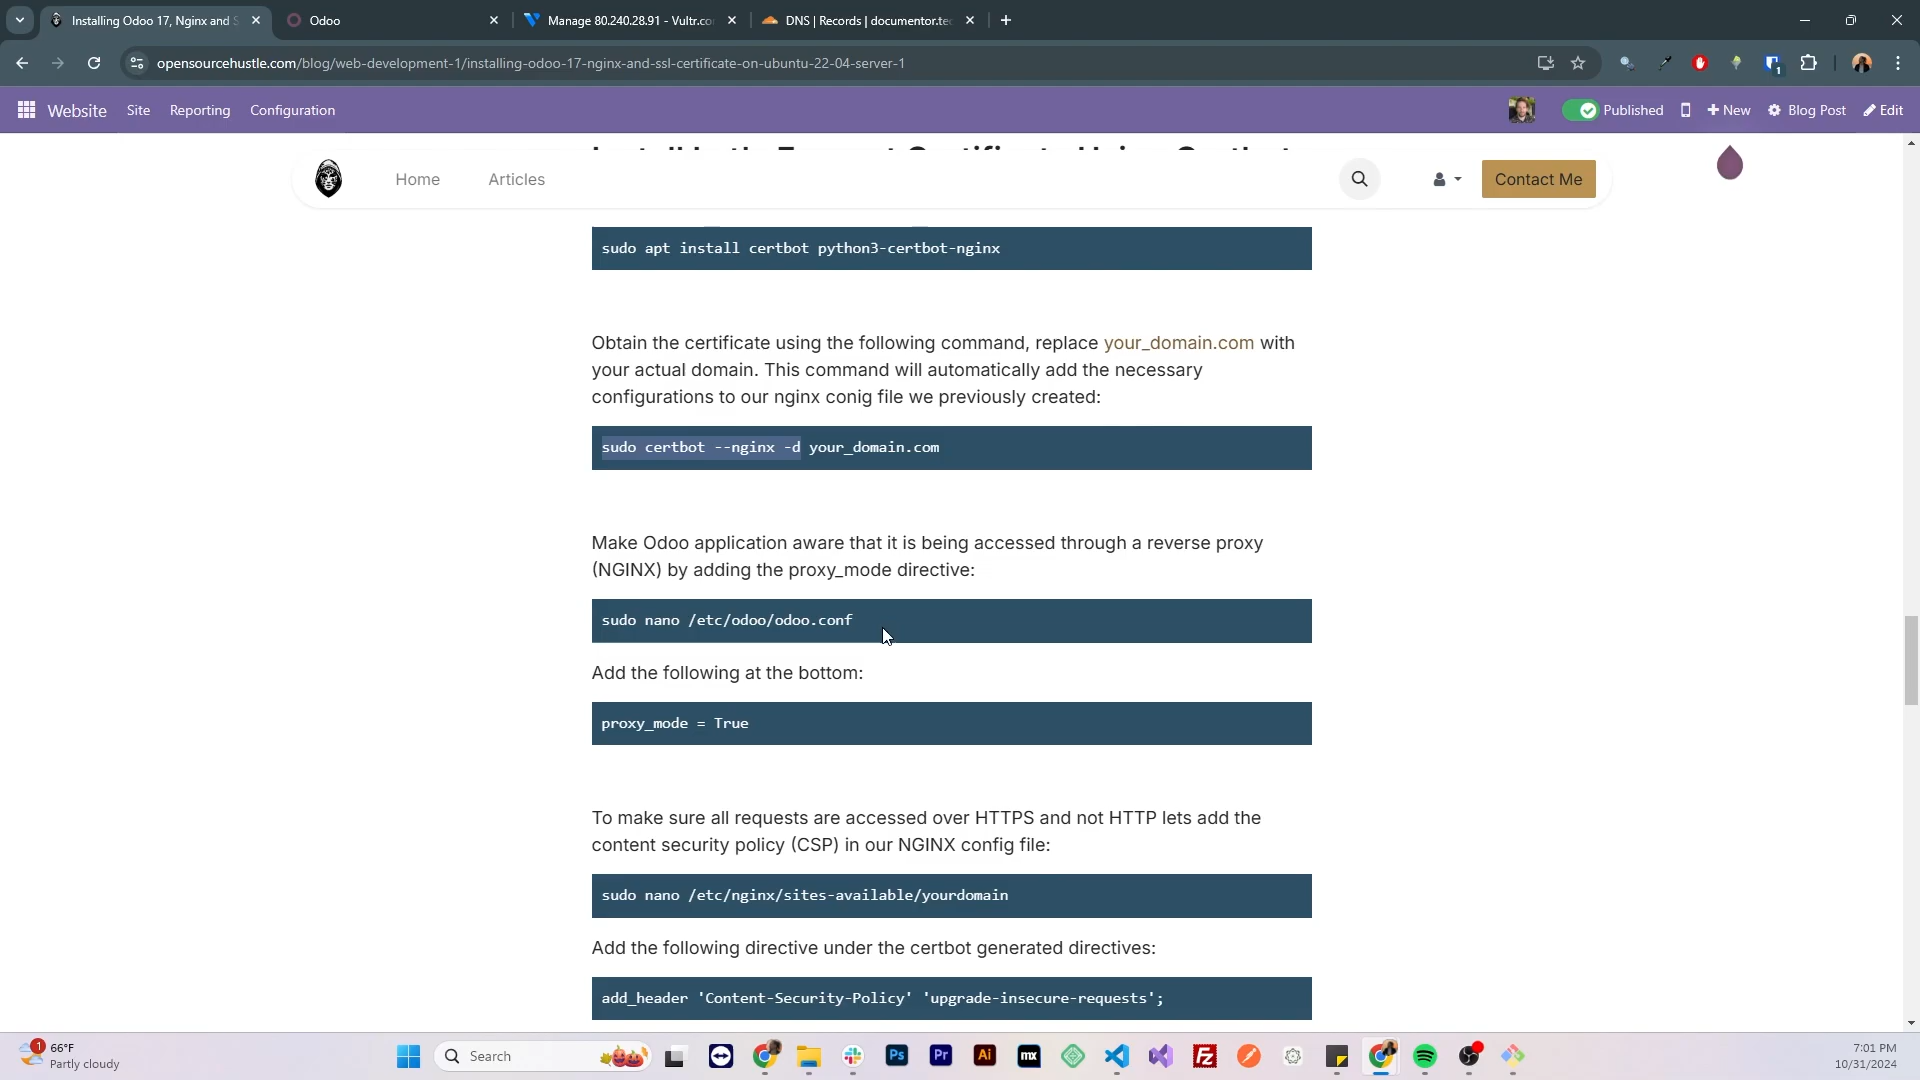 Installing Odoo 17, Nginx and S
Odoo
Manage 80.240.28.91 - Vultr.co
DNS | Records | documentor.te
opensourcehustle.com/blog/web-development-1/installing-odoo-17-nginx-and-ssl-certificate-on-ubuntu-22-04-server-1
1
Website
Site
Reporting
Configuration
Published
New
Blog Post
Edit
Home
Articles
Contact Me
sudo apt install certbot python3-certbot-nginx
Obtain the certificate using the following command, replace your_domain.com with
your actual domain. This command will automatically add the necessary
configurations to our nginx conig file we previously created:
sudo certbot --nginx -d your_domain.com
Make Odoo application aware that it is being accessed through a reverse proxy
(NGINX) by adding the proxy_mode directive:
sudo nano /etc/odoo/odoo.conf
Add the following at the bottom:
proxy_mode = True
To make sure all requests are accessed over HTTPS and not HTTP lets add the
content security policy (CSP) in our NGINX config file:
sudo nano /etc/nginx/sites-available/yourdomain
Add the following directive under the certbot generated directives:
add_header 'Content-Security-Policy' 'upgrade-insecure-requests';
1
66°F
Partly cloudy
Search
Ps
Pr
Ai
mx
FZ
7:01 PM
10/31/2024